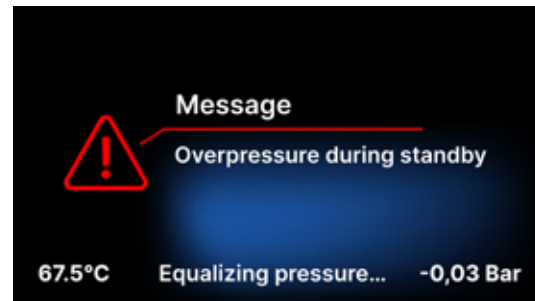 Message
Overpressure during standby
67.5°C Equalizing pressure... -0,03 Bar